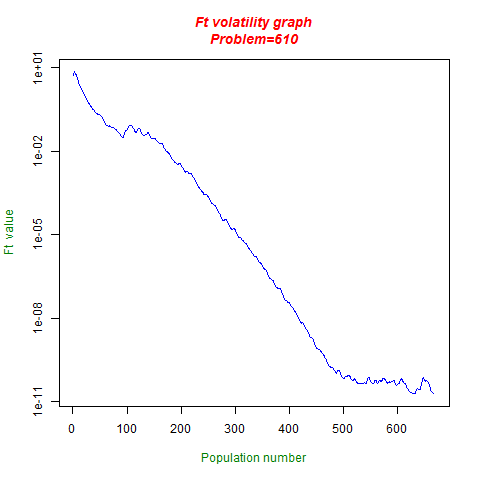 Ft volatility graph
Problem=610
1e+01
1e-02
1e-05
1e-08
1e-11
Ft value
0 100 200 300 400 500 600
Population number